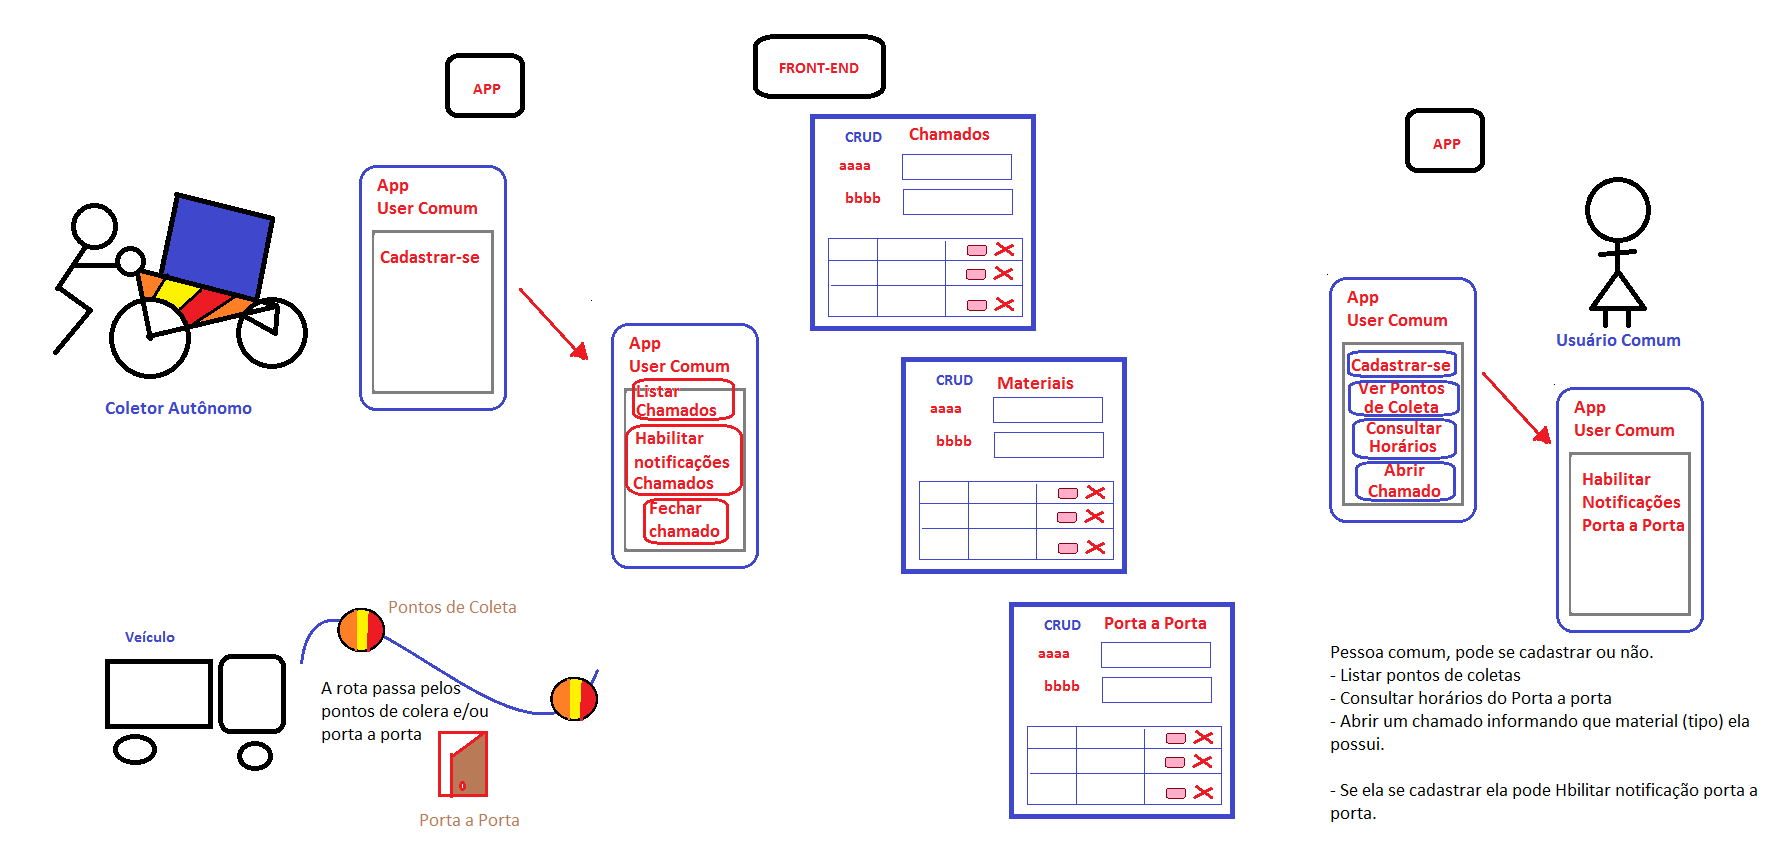 APP
FRONT-END
APP
App
User Comum
Cadastrar-se
Coletor Autônomo
App
User Comum
Listar
Chamados
Habilitar
notificações
Chamados
Fechar
chamado
CRUD Chamados
aaaa
bbbb
CRUD Materiais
aaaa
bbbb
CRUD Porta a Porta
aaaa
bbbb
Usuário Comum
App
User Comum
Cadastrar-se
Ver Pontos
de Coleta
Consultar
Horários
Abrir
Chamado
App
User Comum
Habilitar
Notificações
Porta a Porta
Veículo
Pontos de Coleta
A rota passa pelos
pontos de colera e/ou
porta a porta
Porta a Porta
Pessoa comum, pode se cadastrar ou não.
- Listar pontos de coletas
- Consultar horários do Porta a porta
- Abrir um chamado informando que material (tipo) ela
possui.
- Se ela se cadastrar ela pode Hbilitar notificação porta a
porta.